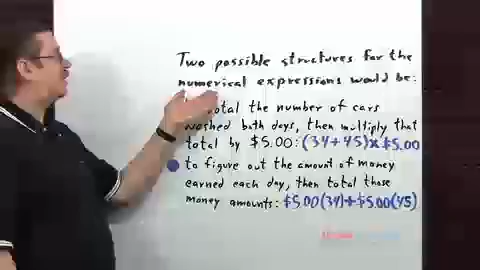 Two possible structures for the
numerical expressions would be:
total the number of cars
washed both days, then multiply that
total by $5.00: (34+45)x$5.00
to figure out the amount of money
earned each day, then total those
money amounts: $5.00(34)+$5.00(45)